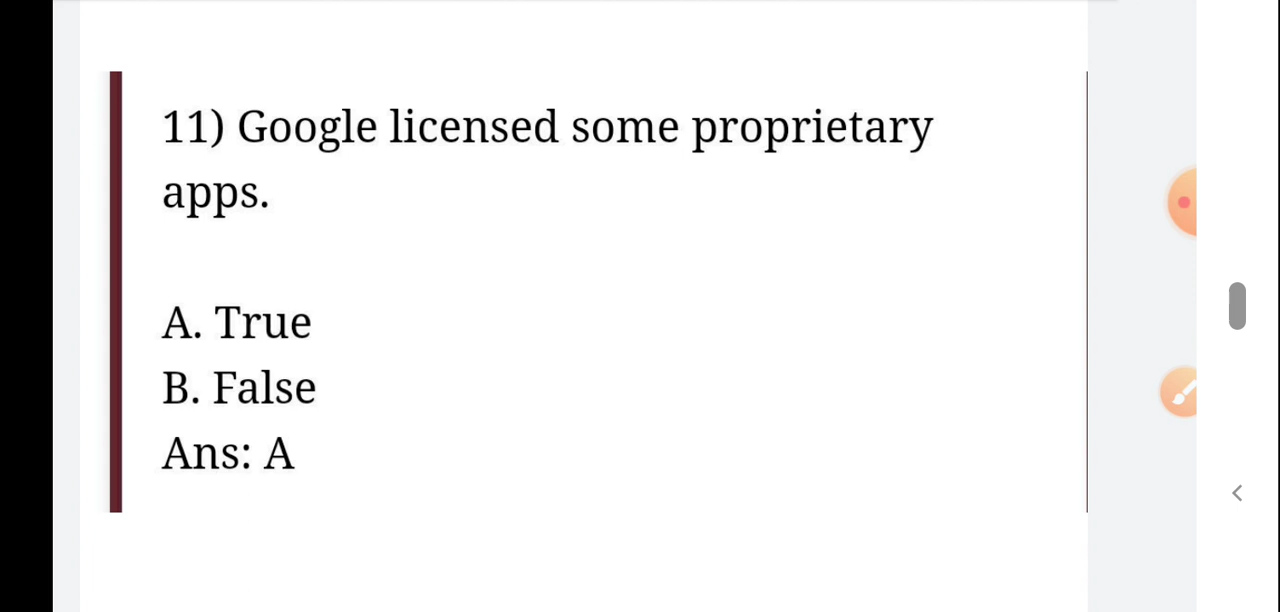 11) Google licensed some proprietary
apps.
A. True
B. False
Ans: A